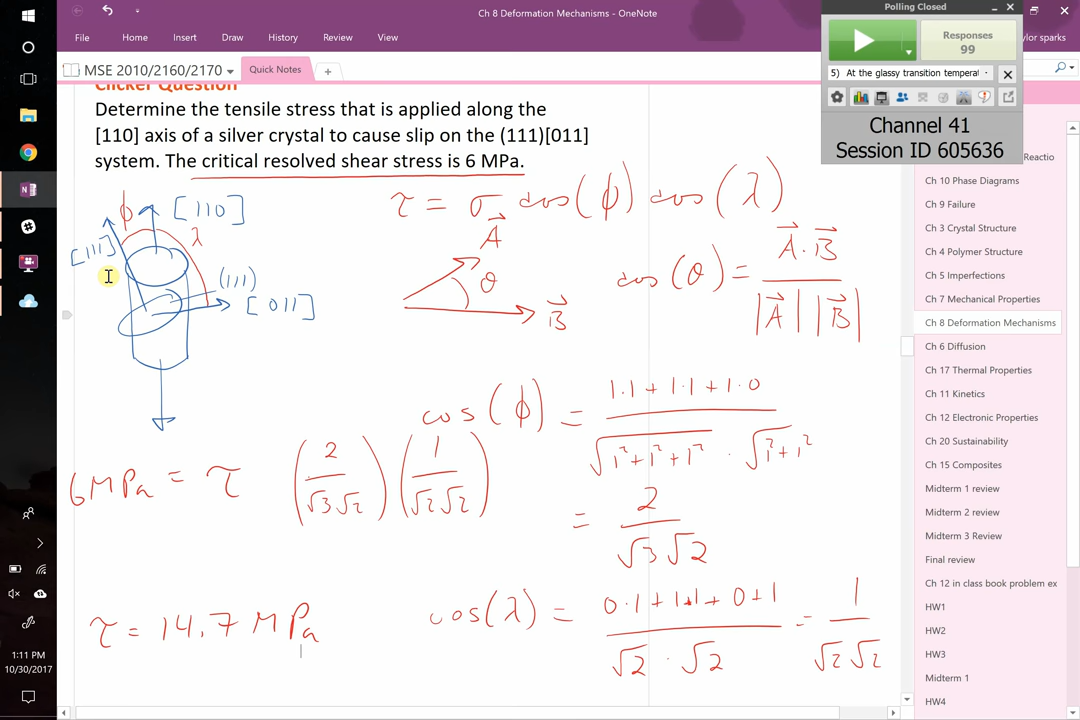 Ch 8 Deformation Mechanisms - OneNote
Polling Closed
File Home Insert Draw History Review View
Responses
99
ylor sparks
MSE 2010/2160/2170
Quick Notes
5) At the glassy transition temperat
Channel 41
Session ID 605636
Clicker Question
Determine the tensile stress that is applied along the
[110] axis of a silver crystal to cause slip on the (111)[011]
system. The critical resolved shear stress is 6 MPa.
τ = σ cos(φ) cos(λ)
φ
[110]
λ
[111]
(111)
[011]
A
θ
B
cos(θ) = A·B
|A| |B|
cos(φ) = 1·1 + 1·1 + 1·0
√1²+1²+1² · √1²+1²
6 MPa = τ (2 / √3√2) (1 / √2√2)
= 2
√3√2
τ = 14.7 MPa
cos(λ) = 0·1 + 1·1 + 0+1 = 1
√2 · √2 √2√2
Reactio
Ch 10 Phase Diagrams
Ch 9 Failure
Ch 3 Crystal Structure
Ch 4 Polymer Structure
Ch 5 Imperfections
Ch 7 Mechanical Properties
Ch 8 Deformation Mechanisms
Ch 6 Diffusion
Ch 17 Thermal Properties
Ch 11 Kinetics
Ch 12 Electronic Properties
Ch 20 Sustainability
Ch 15 Composites
Midterm 1 review
Midterm 2 review
Midterm 3 Review
Final review
Ch 12 in class book problem ex
HW1
HW2
HW3
Midterm 1
HW4
1:11 PM
10/30/2017